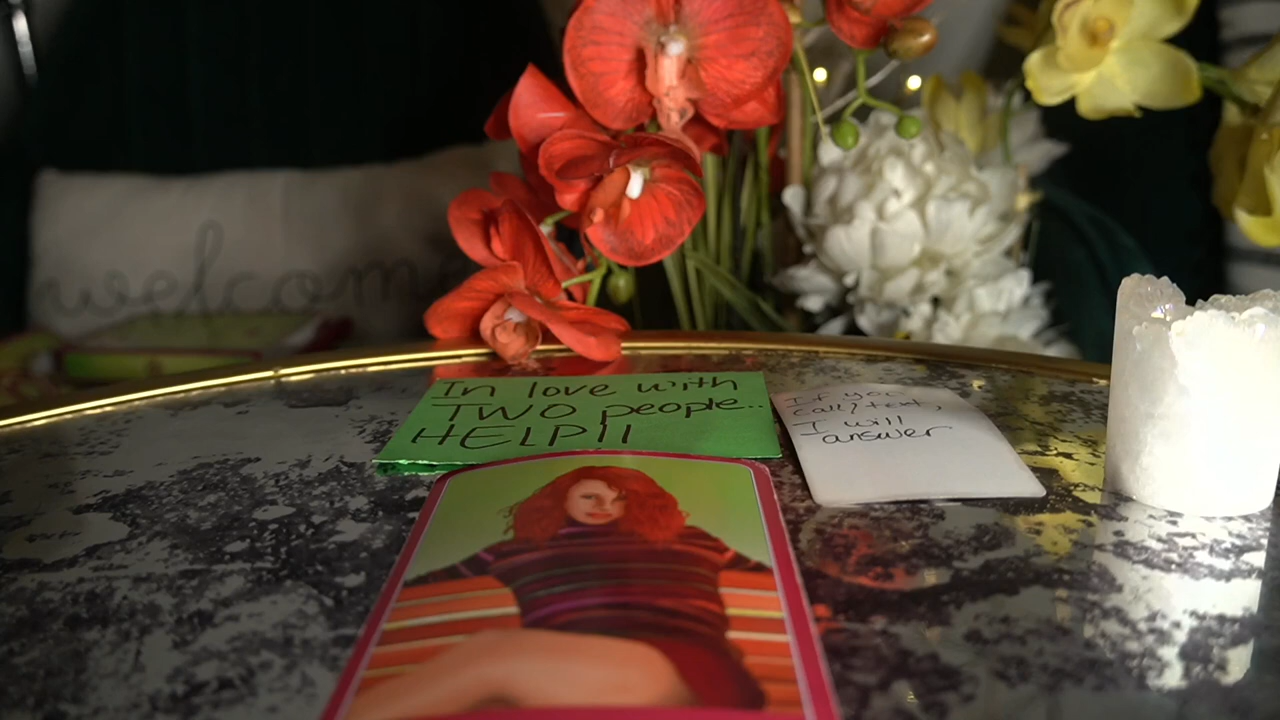 welcome
In love with
TWO people..
HELP!!
If you
call/text,
I will
answer